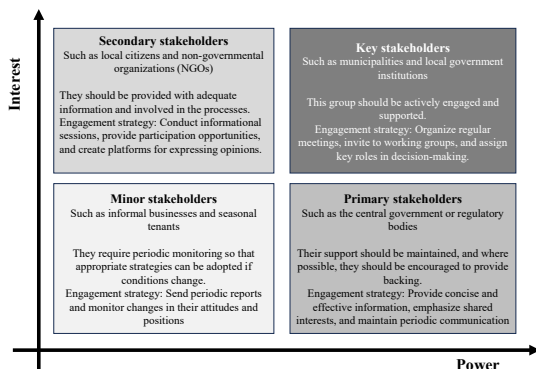 Interest
Secondary stakeholders
Such as local citizens and non-governmental
organizations (NGOs)
They should be provided with adequate
information and involved in the processes.
Engagement strategy: Conduct informational
sessions, provide participation opportunities,
and create platforms for expressing opinions.
Key stakeholders
Such as municipalities and local government
institutions
This group should be actively engaged and
supported.
Engagement strategy: Organize regular
meetings, invite to working groups, and assign
key roles in decision-making.
Minor stakeholders
Such as informal businesses and seasonal
tenants
They require periodic monitoring so that
appropriate strategies can be adopted if
conditions change.
Engagement strategy: Send periodic reports
and monitor changes in their attitudes and
positions
Primary stakeholders
Such as the central government or regulatory
bodies
Their support should be maintained, and where
possible, they should be encouraged to provide
backing.
Engagement strategy: Provide concise and
effective information, emphasize shared
interests, and maintain periodic communication
Power